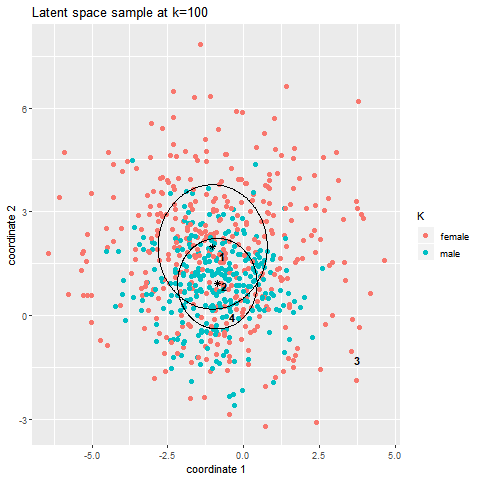 Latent space sample at k=100
coordinate 2
6
3
0
-3
1
2
4
3
-5.0
-2.5
0.0
2.5
5.0
coordinate 1
K
female
male